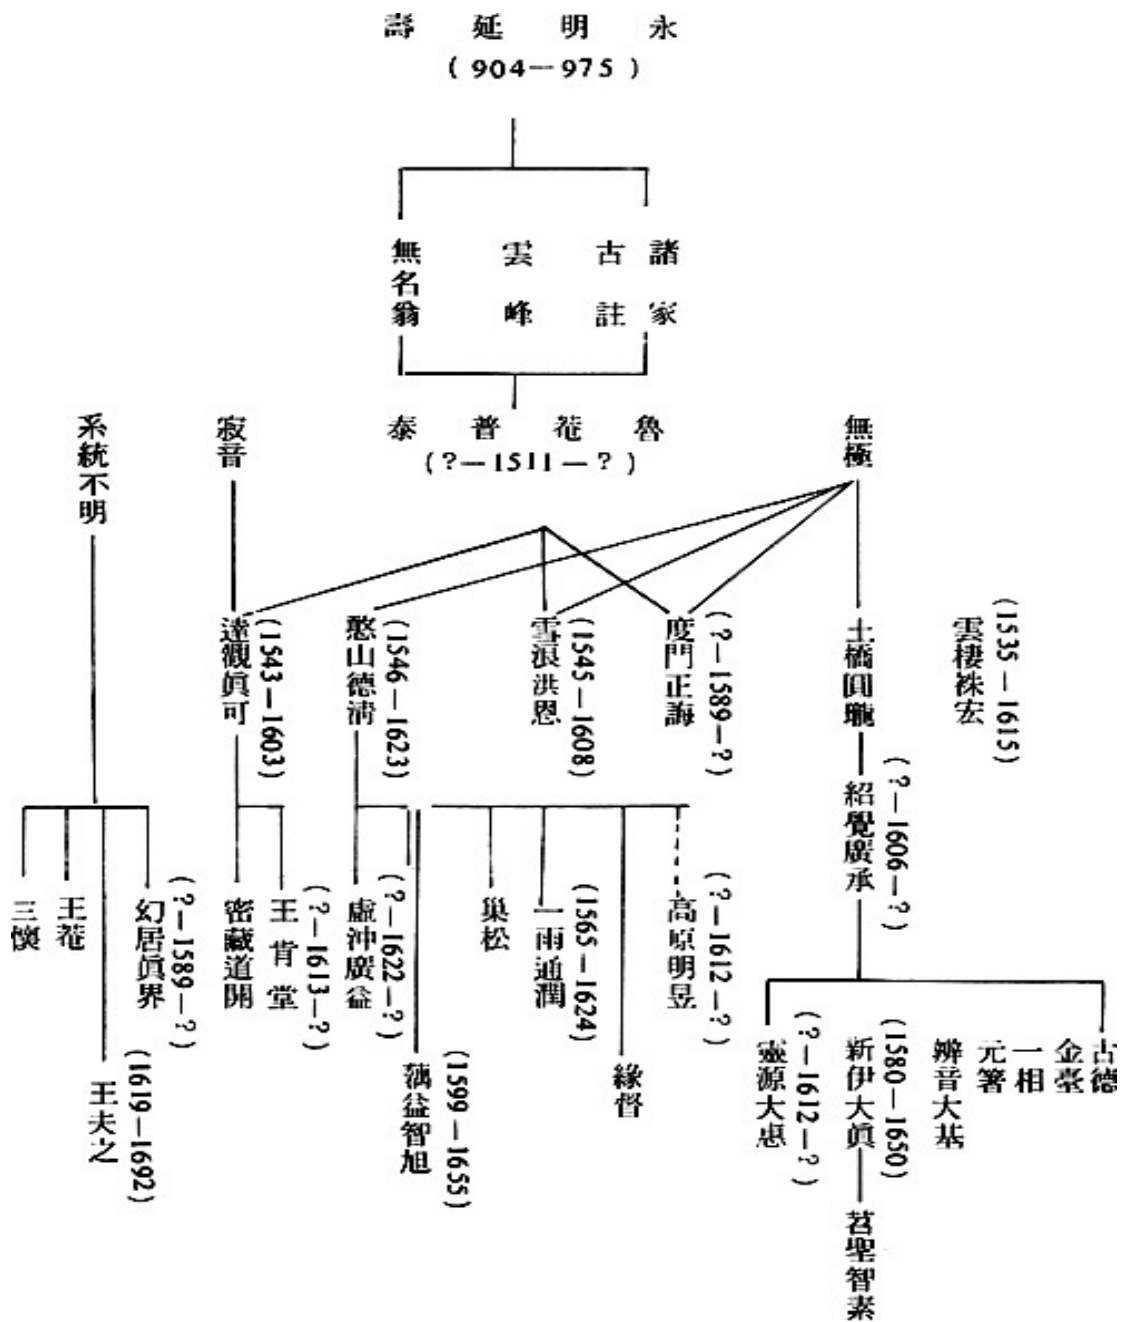 永明延壽
(904—975)
諸家
古註
雲峰
無名翁
魯菴普泰
(?—1511—?)
無極
寂音
系統不明
雲棲袾宏
(1535—1615)
土橋圓瓏
度門正誨
(?—1589—?)
雪浪洪恩
(1545—1608)
憨山德清
(1546—1623)
達觀眞可
(1543—1603)
紹覺廣承
(?—1606—?)
高原明昱
(?—1612—?)
緣督
一雨通潤
(1565—1624)
巢松
蕅益智旭
(1599—1655)
虛沖廣益
(?—1622—?)
王肯堂
(?—1613—?)
密藏道開
幻居眞界
(?—1589—?)
王夫之
(1619—1692)
王菴
三懷
古德
金臺
一相
元箸
辨音大基
新伊大眞
(1580—1650)
靈源大惠
(?—1612—?)
苕聖智素